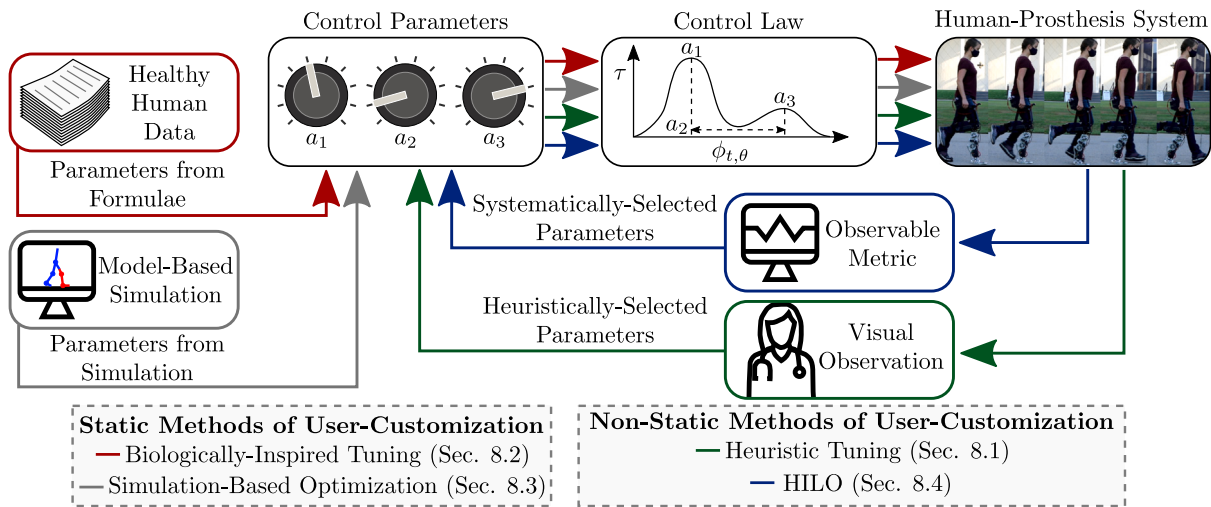 Control Parameters
Control Law
Human-Prosthesis System
Healthy
Human
Data
a₁
a₂
a₃
τ
a₁
a₂
a₃
ϕₜ,θ
Parameters from
Formulae
Model-Based
Simulation
Parameters from
Simulation
Systematically-Selected
Parameters
Observable
Metric
Heuristically-Selected
Parameters
Visual
Observation
Static Methods of User-Customization
Biologically-Inspired Tuning (Sec. 8.2)
Simulation-Based Optimization (Sec. 8.3)
Non-Static Methods of User-Customization
Heuristic Tuning (Sec. 8.1)
HILO (Sec. 8.4)